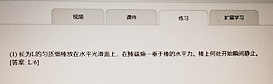 视频
课件
练习
扩展学习
(1) 长为L的匀质细棒放在水平光滑面上，在棒端施一垂于棒的水平力，棒上何处开始瞬间静止。
[答案: L/6]